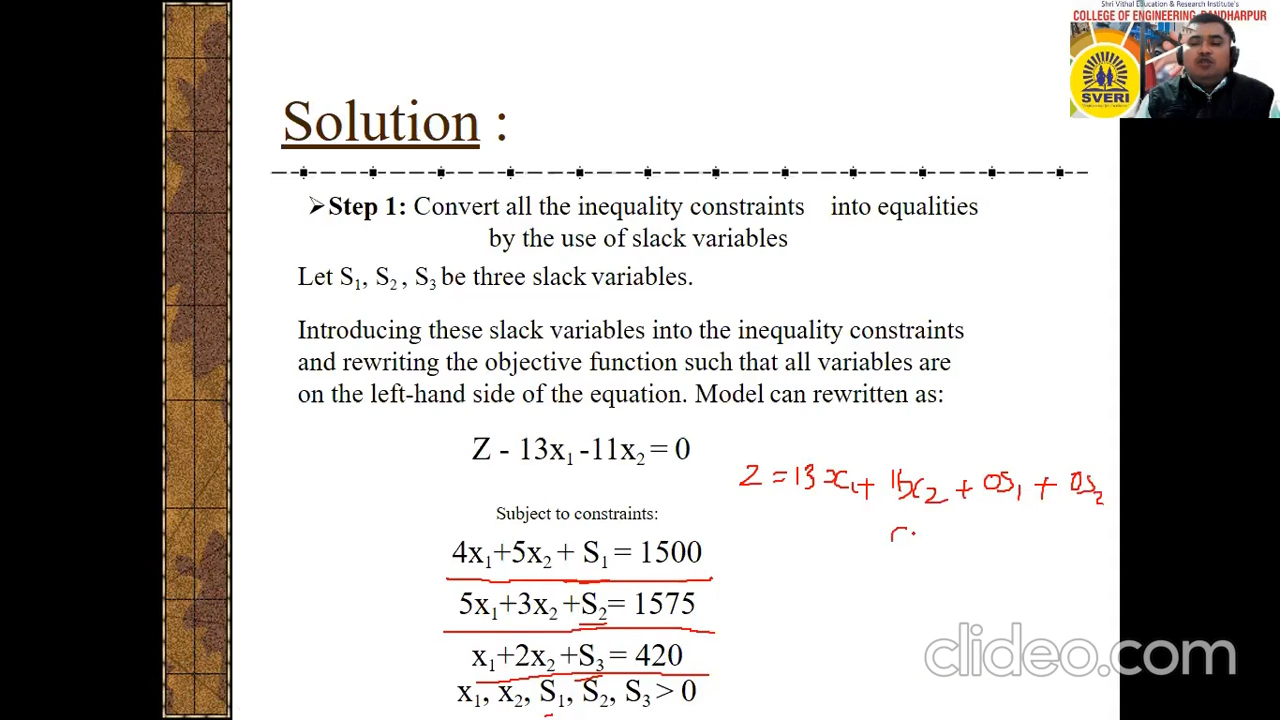 Shri Vithal Education & Research Institute's
COLLEGE OF ENGINEERING, PANDHARPUR
SVERI
Solution :
➢Step 1: Convert all the inequality constraints into equalities
by the use of slack variables
Let S₁, S₂ , S₃ be three slack variables.
Introducing these slack variables into the inequality constraints
and rewriting the objective function such that all variables are
on the left-hand side of the equation. Model can rewritten as:
Z - 13x₁ -11x₂ = 0
Z = 13x₁ + 11x₂ + 0S₁ + 0S₂
Subject to constraints:
4x₁+5x₂ + S₁ = 1500
5x₁+3x₂ +S₂= 1575
x₁+2x₂ +S₃ = 420
x₁, x₂, S₁, S₂, S₃ > 0
clideo.com